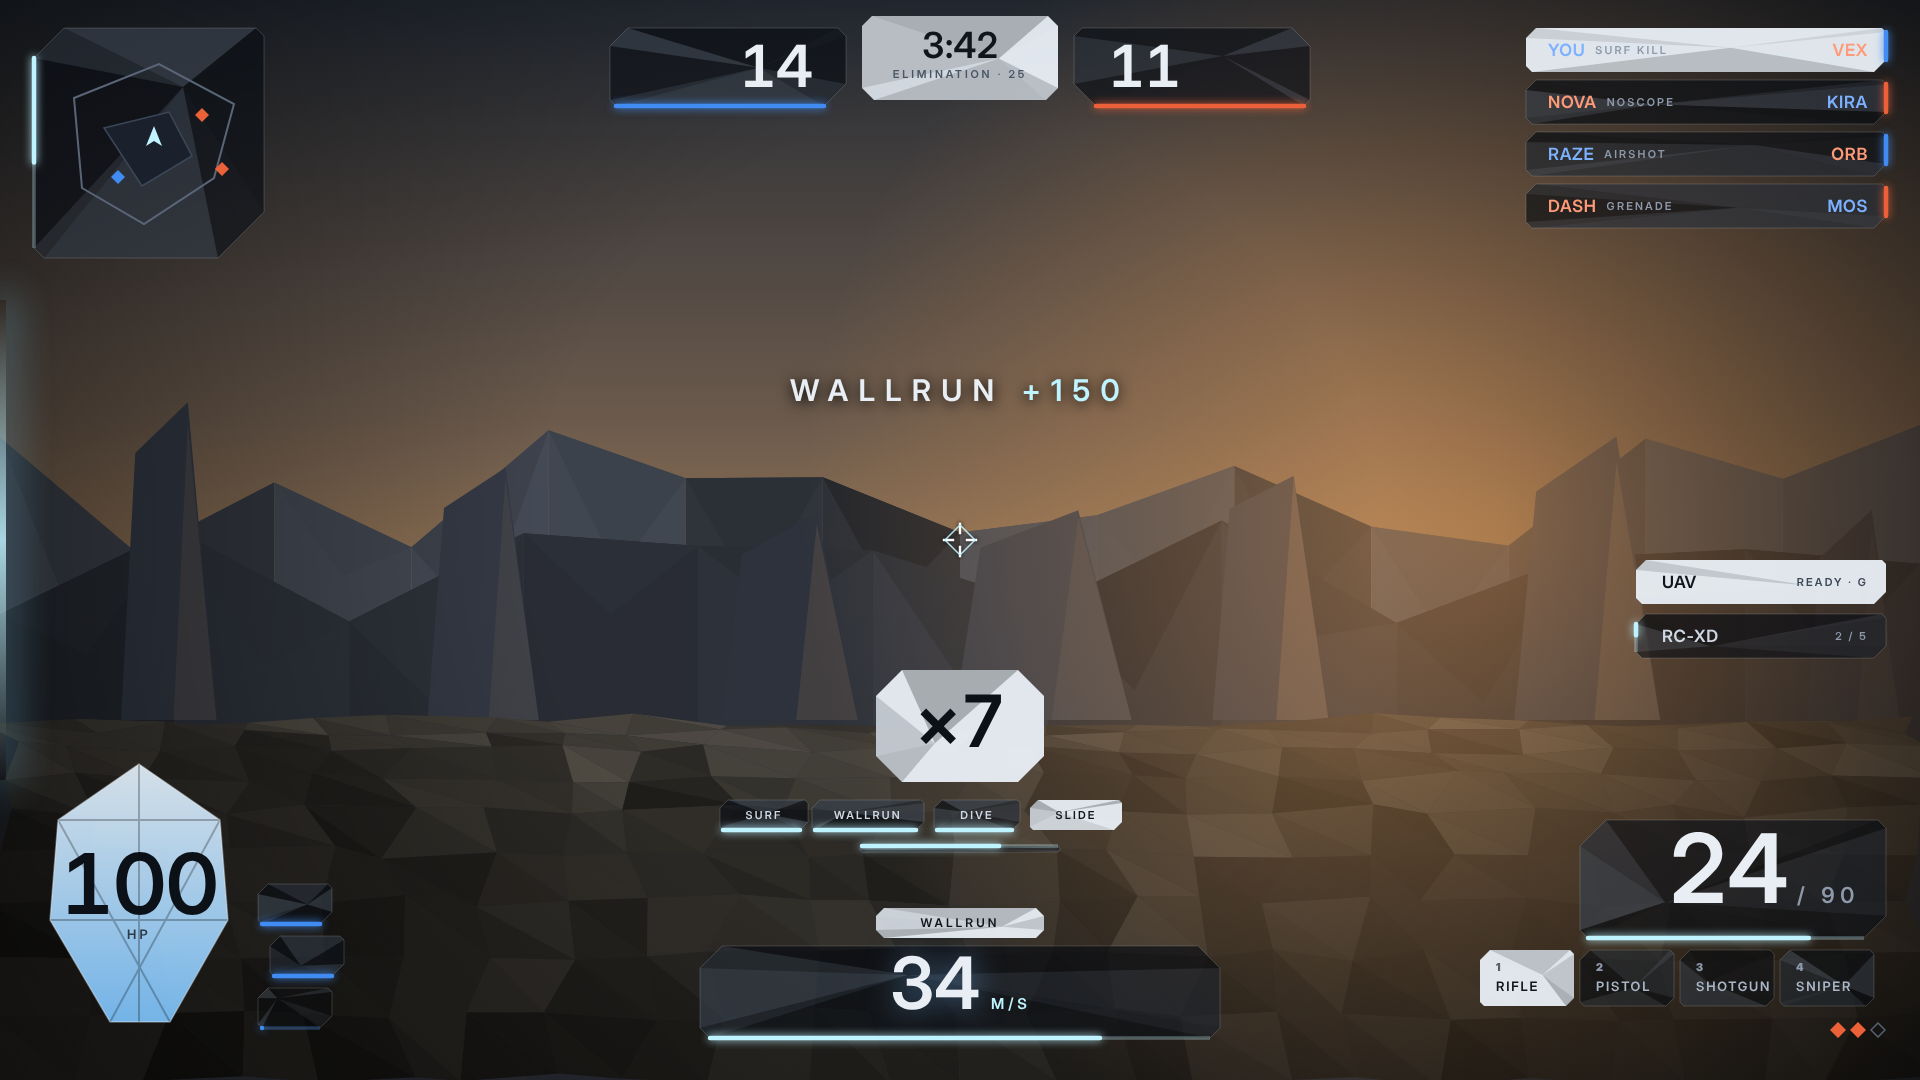 14
3:42
ELIMINATION · 25
11
YOU SURF KILL VEX
NOVA NOSCOPE KIRA
RAZE AIRSHOT ORB
DASH GRENADE MOS
WALLRUN +150
UAV READY · G
RC-XD 2 / 5
×7
SURF WALLRUN DIVE SLIDE
100
HP
WALLRUN
34 M/S
24 / 90
1 RIFLE
2 PISTOL
3 SHOTGUN
4 SNIPER